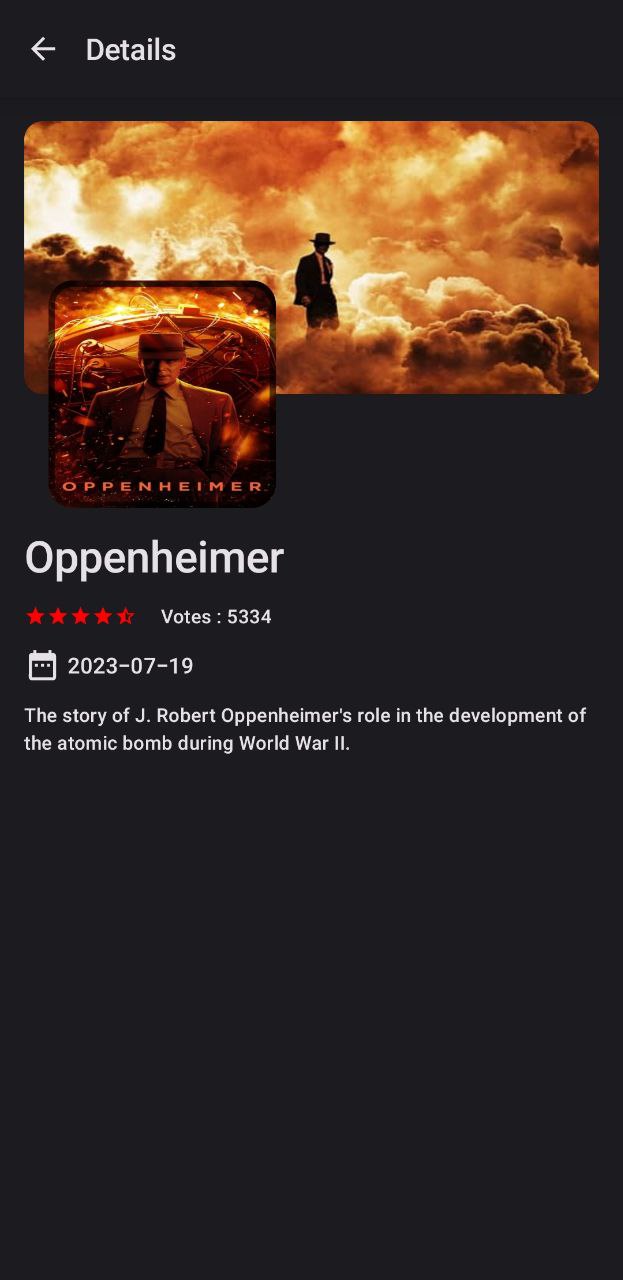 Details
OPPENHEIMER
Oppenheimer
Votes : 5334
2023-07-19
The story of J. Robert Oppenheimer's role in the development of
the atomic bomb during World War II.